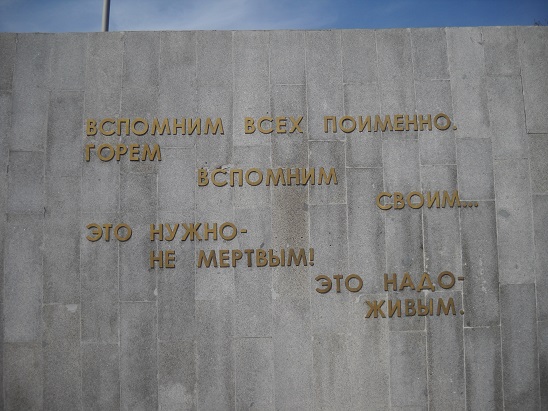 ВСПОМНИМ ВСЕХ ПОИМЕННО.
ГОРЕМ
ВСПОМНИМ
СВОИМ....
ЭТО НУЖНО-
НЕ МЕРТВЫМ!
ЭТО НАДО-
ЖИВЫМ.